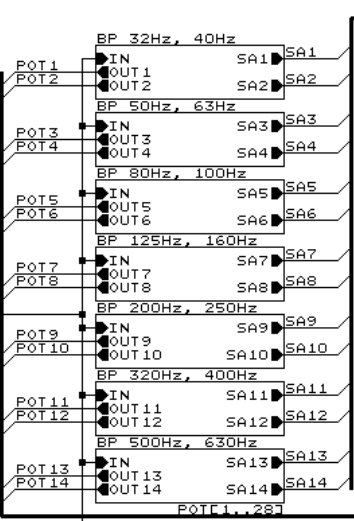 BP 32Hz, 40Hz
POT1 IN SA1 SA1
POT2 OUT1
OUT2 SA2 SA2
BP 50Hz, 63Hz
IN SA3 SA3
POT3 OUT3
POT4 OUT4 SA4 SA4
BP 80Hz, 100Hz
IN SA5 SA5
POT5 OUT5
POT6 OUT6 SA6 SA6
BP 125Hz, 160Hz
IN SA7 SA7
POT7 OUT7
POT8 OUT8 SA8 SA8
BP 200Hz, 250Hz
IN SA9 SA9
POT9 OUT9
POT10 OUT10 SA10 SA10
BP 320Hz, 400Hz
IN SA11 SA11
POT11 OUT11
POT12 OUT12 SA12 SA12
BP 500Hz, 630Hz
IN SA13 SA13
POT13 OUT13
POT14 OUT14 SA14 SA14
POT[1..28]